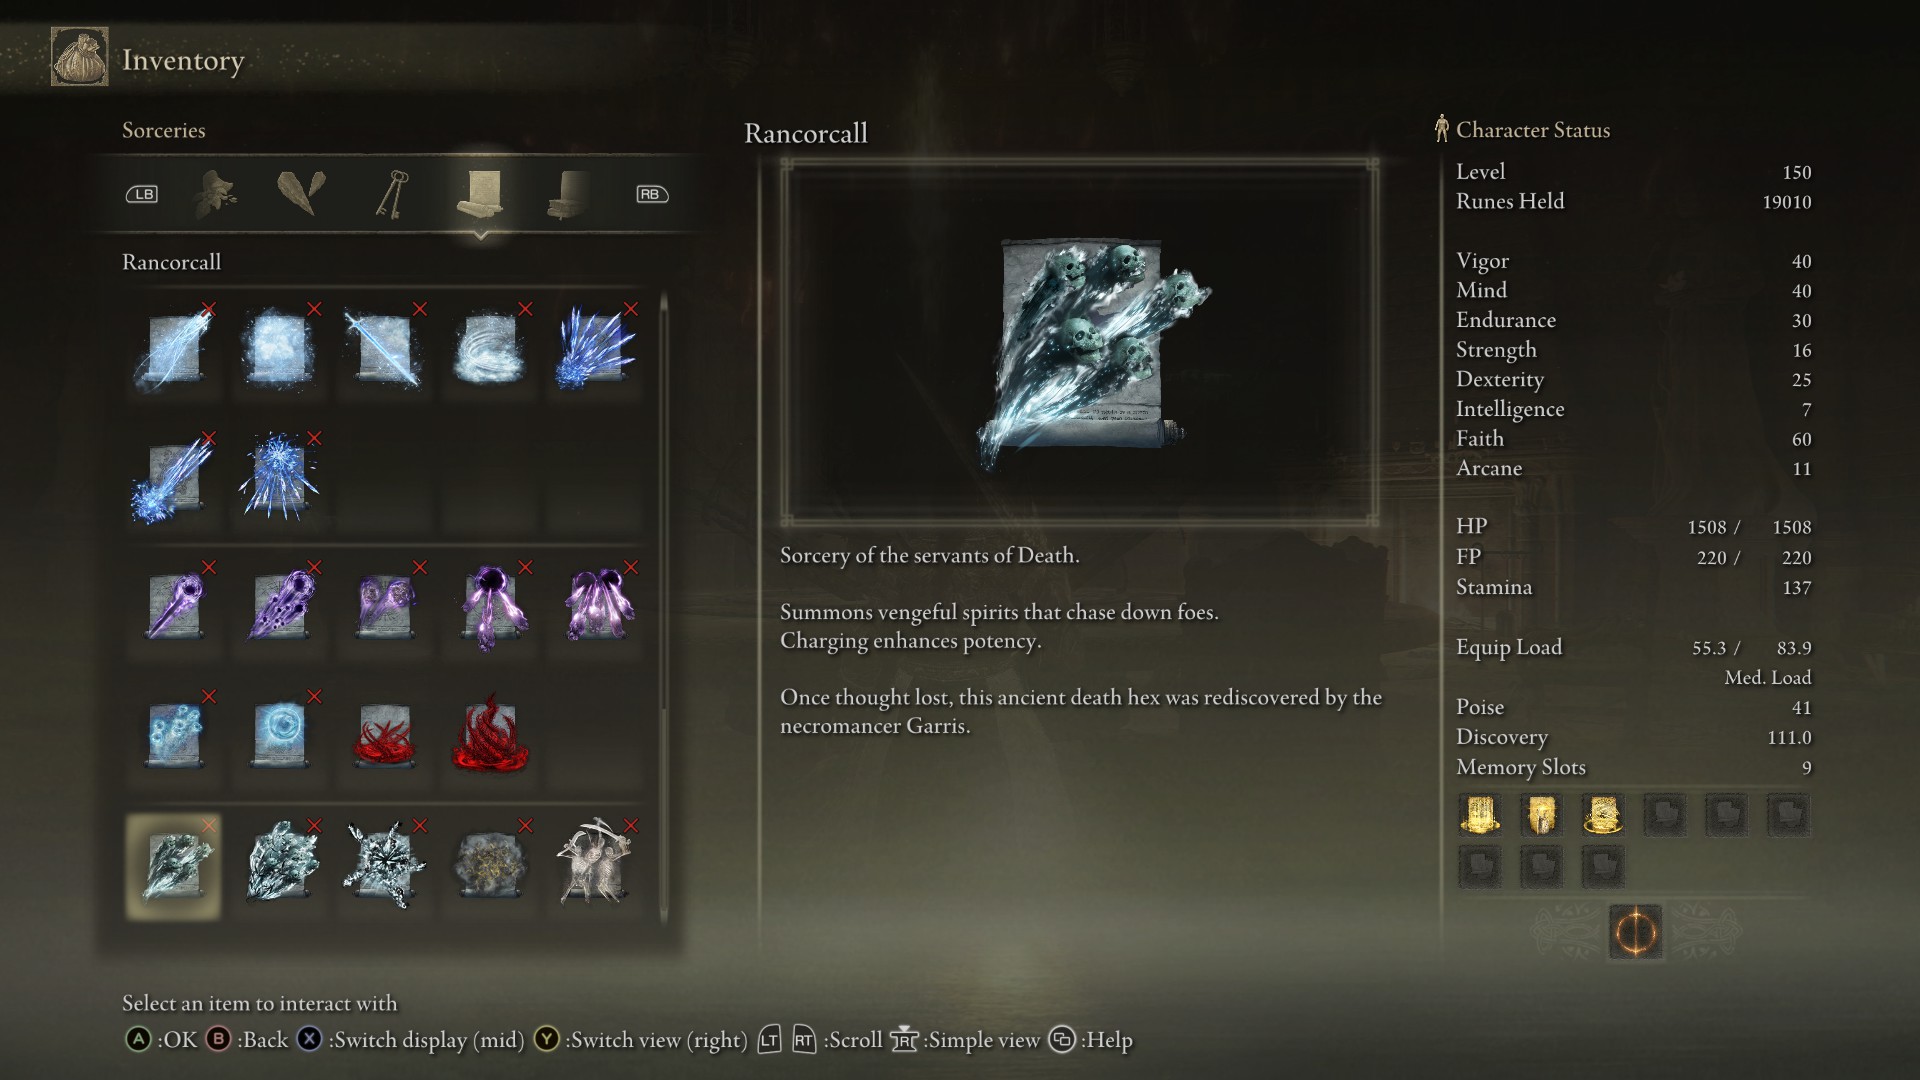 Inventory
Sorceries
LB
RB
Rancorcall
Rancorcall
Sorcery of the servants of Death.
Summons vengeful spirits that chase down foes.
Charging enhances potency.
Once thought lost, this ancient death hex was rediscovered by the
necromancer Garris.
Character Status
Level 150
Runes Held 19010
Vigor 40
Mind 40
Endurance 30
Strength 16
Dexterity 25
Intelligence 7
Faith 60
Arcane 11
HP 1508 / 1508
FP 220 / 220
Stamina 137
Equip Load 55.3 / 83.9
Med. Load
Poise 41
Discovery 111.0
Memory Slots 9
Select an item to interact with
A :OK B :Back X :Switch display (mid) Y :Switch view (right) LT RT :Scroll R :Simple view :Help